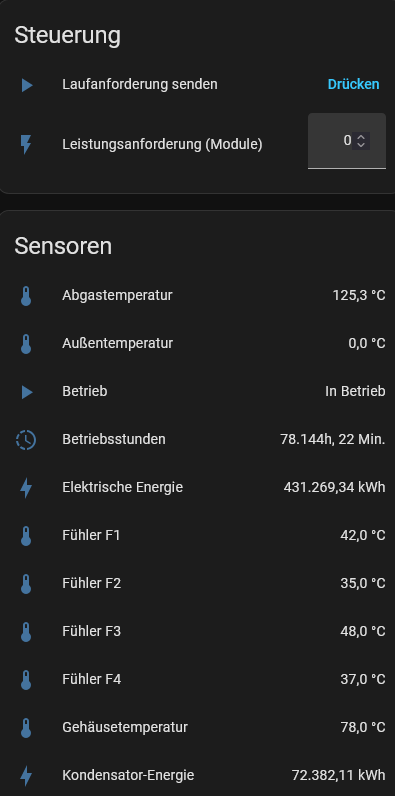 Steuerung
Laufanforderung senden Drücken
Leistungsanforderung (Module) 0
Sensoren
Abgastemperatur 125,3 °C
Außentemperatur 0,0 °C
Betrieb In Betrieb
Betriebsstunden 78.144h, 22 Min.
Elektrische Energie 431.269,34 kWh
Fühler F1 42,0 °C
Fühler F2 35,0 °C
Fühler F3 48,0 °C
Fühler F4 37,0 °C
Gehäusetemperatur 78,0 °C
Kondensator-Energie 72.382,11 kWh